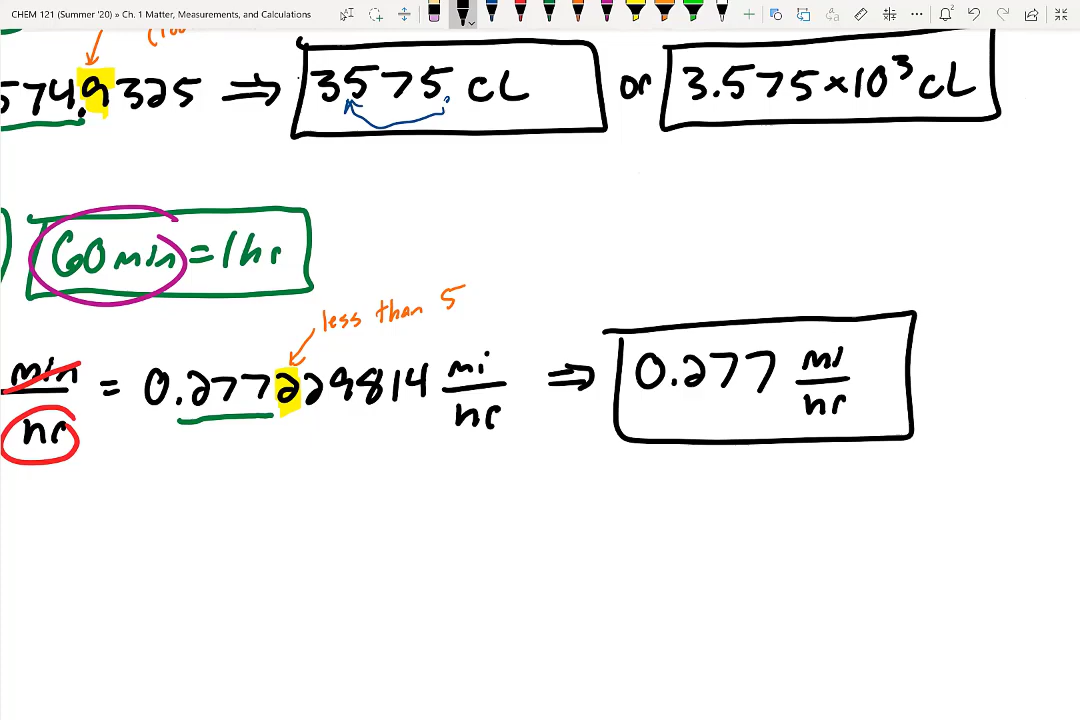 CHEM 121 (Summer '20) » Ch. 1 Matter, Measurements, and Calculations
574.9325 ⇒ 3575. cL or 3.575×10³ cL
60 min = 1 hr
less than 5
min/hr = 0.277229814 mi/hr ⇒ 0.277 mi/hr